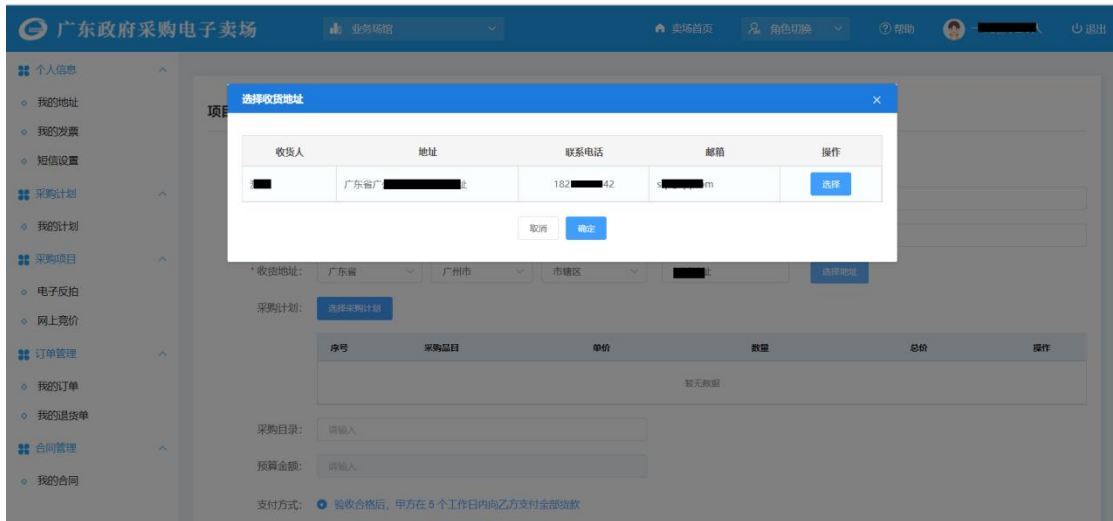 广东政府采购电子卖场 业务场馆 卖场首页 角色切换 帮助 退出
个人信息
我的地址
我的发票
短信设置
采购计划
我的计划
采购项目
电子反拍
网上竞价
订单管理
我的订单
我的退货单
合同管理
我的合同
项目
选择收货地址 ×
收货人 地址 联系电话 邮箱 操作
广东省广 址 182 42 s m 选择
取消 确定
*收货地址: 广东省 广州市 市辖区 址 选择地址
采购计划: 选择采购计划
序号 采购品目 单价 数量 总价 操作
暂无数据
采购目录: 请输入
预算金额: 请输入
支付方式: 验收合格后，甲方在 5 个工作日内向乙方支付全部货款